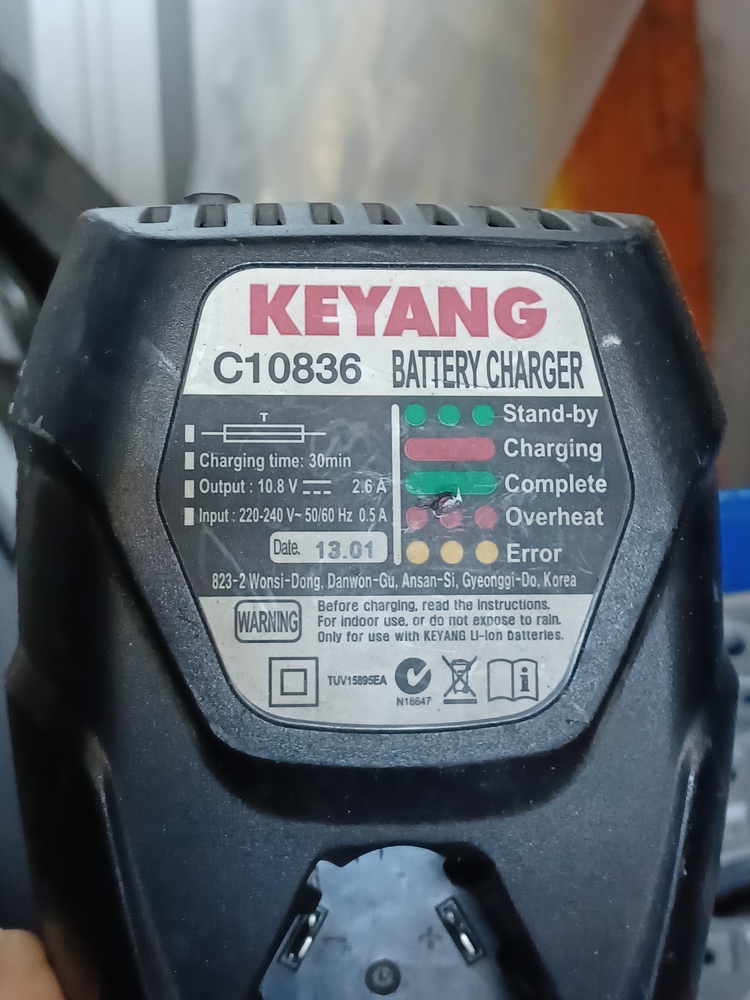 KEYANG
C10836 BATTERY CHARGER
T
Charging time: 30min
Output : 10.8 V 2.6 A
Input : 220-240 V~ 50/60 Hz 0.5 A
Date. 13.01
Stand-by
Charging
Complete
Overheat
Error
823-2 Wonsi-Dong, Danwon-Gu, Ansan-Si, Gyeonggi-Do, Korea
WARNING
Before charging, read the instructions.
For indoor use, or do not expose to rain.
Only for use with KEYANG Li-Ion batteries.
TUV15895EA
N18647
i
- +